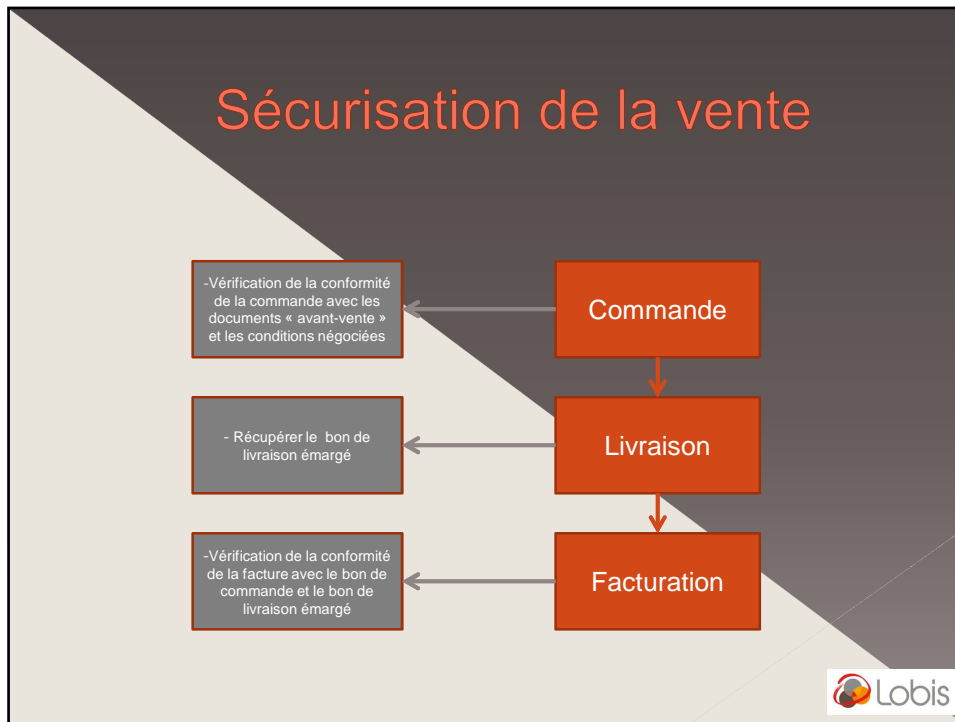 Sécurisation de la vente
-Vérification de la conformité
de la commande avec les
documents « avant-vente »
et les conditions négociées
Commande
- Récupérer le bon de
livraison émargé
Livraison
-Vérification de la conformité
de la facture avec le bon de
commande et le bon de
livraison émargé
Facturation
Lobis